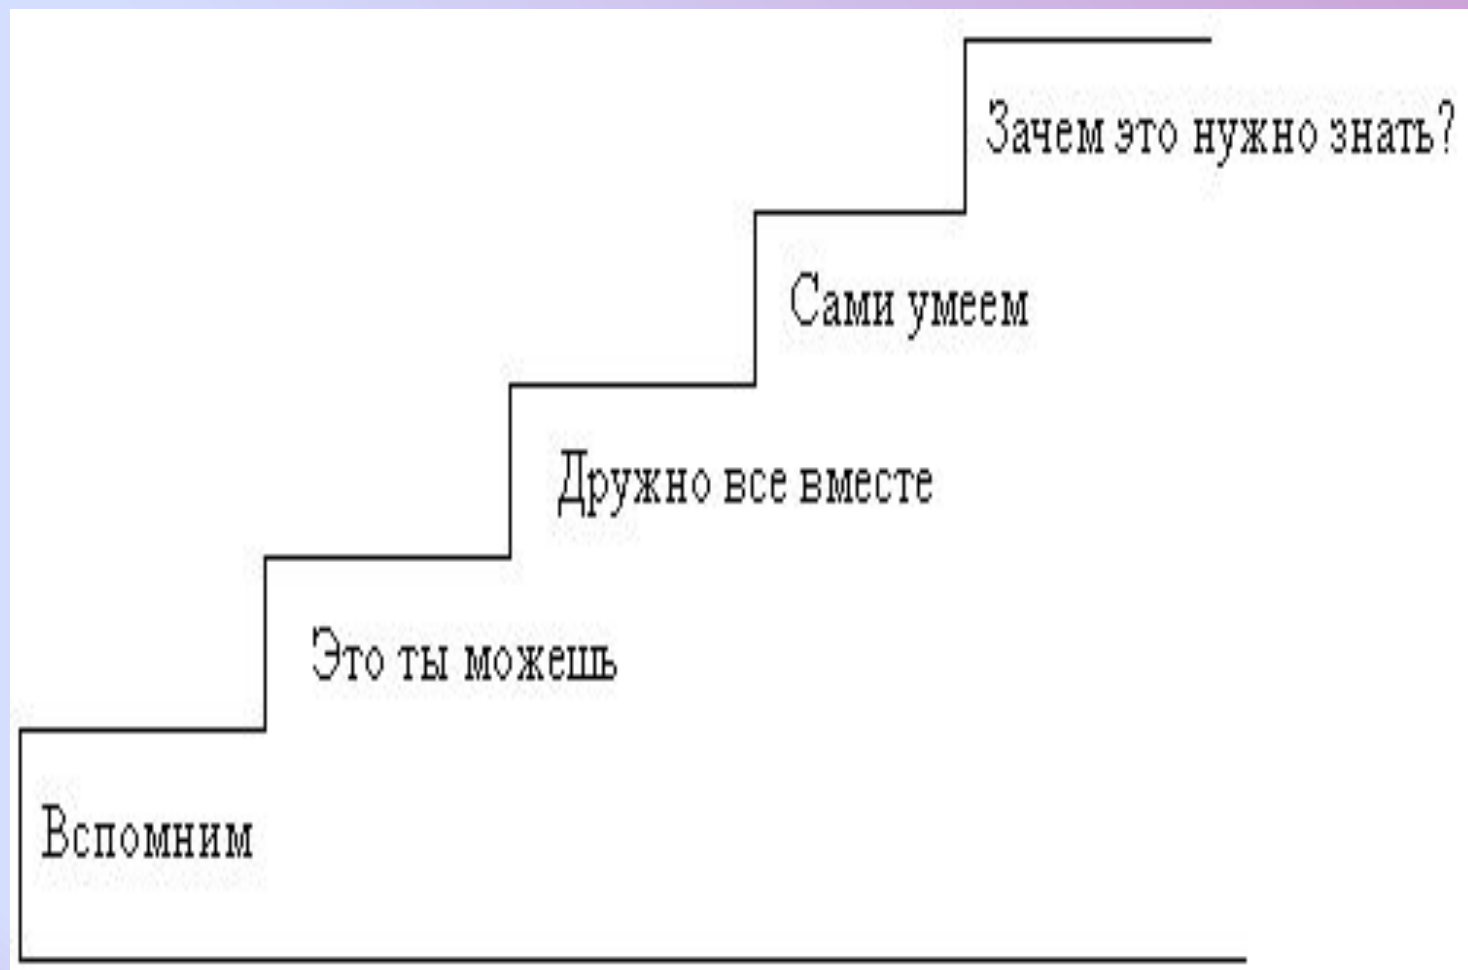 Зачем это нужно знать?
Сами умеем
Дружно все вместе
Это ты можешь
Вспомним